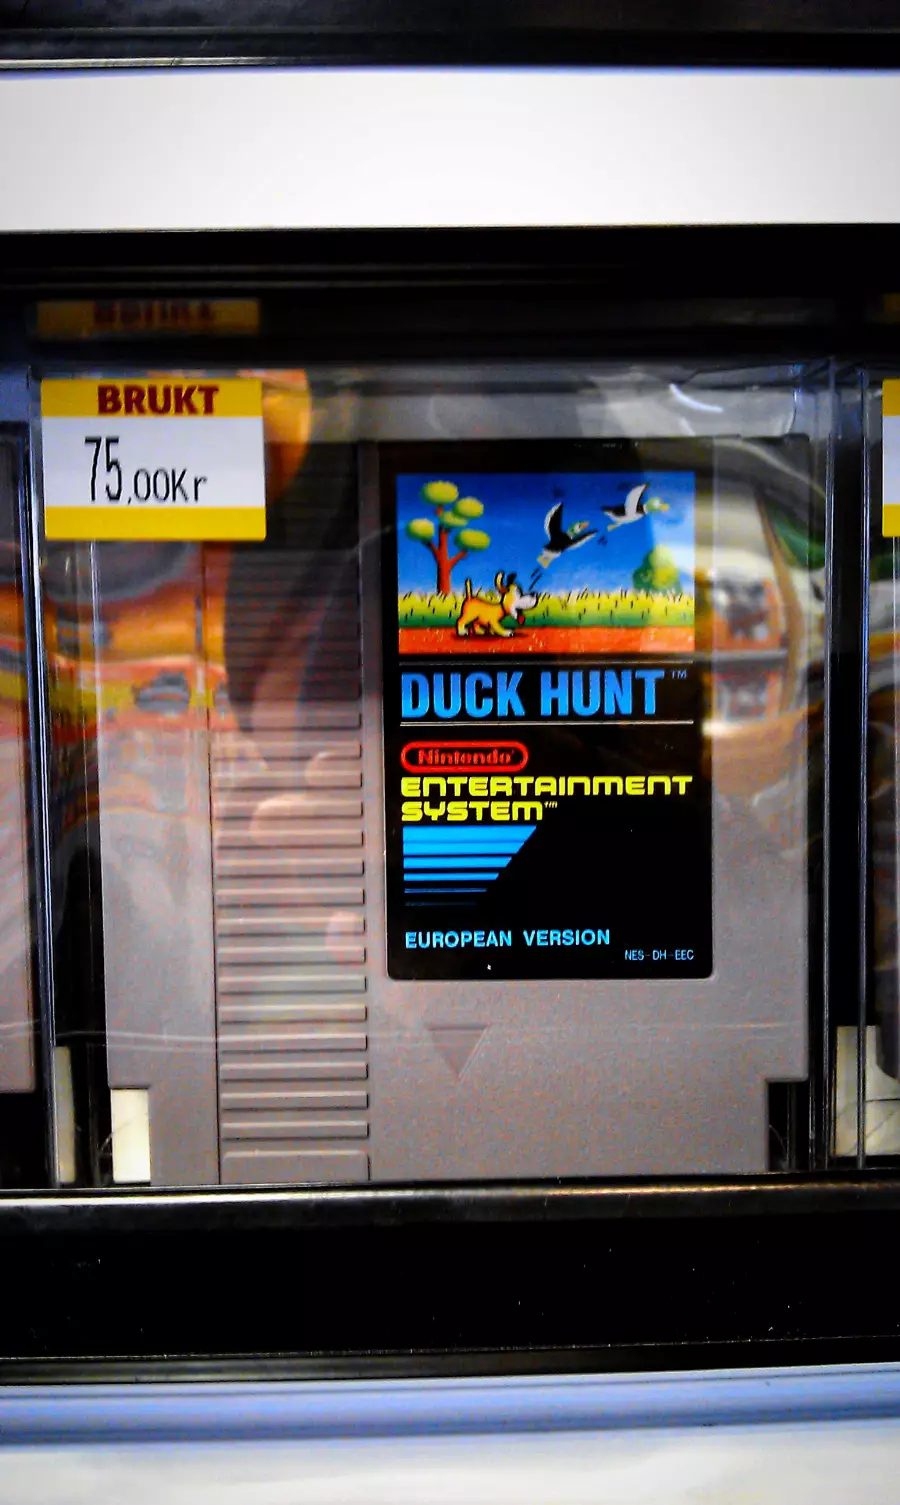 BRUKT
75,00Kr
DUCK HUNT™
Nintendo®
ENTERTAINMENT
SYSTEM™
EUROPEAN VERSION
NES-DH-EEC